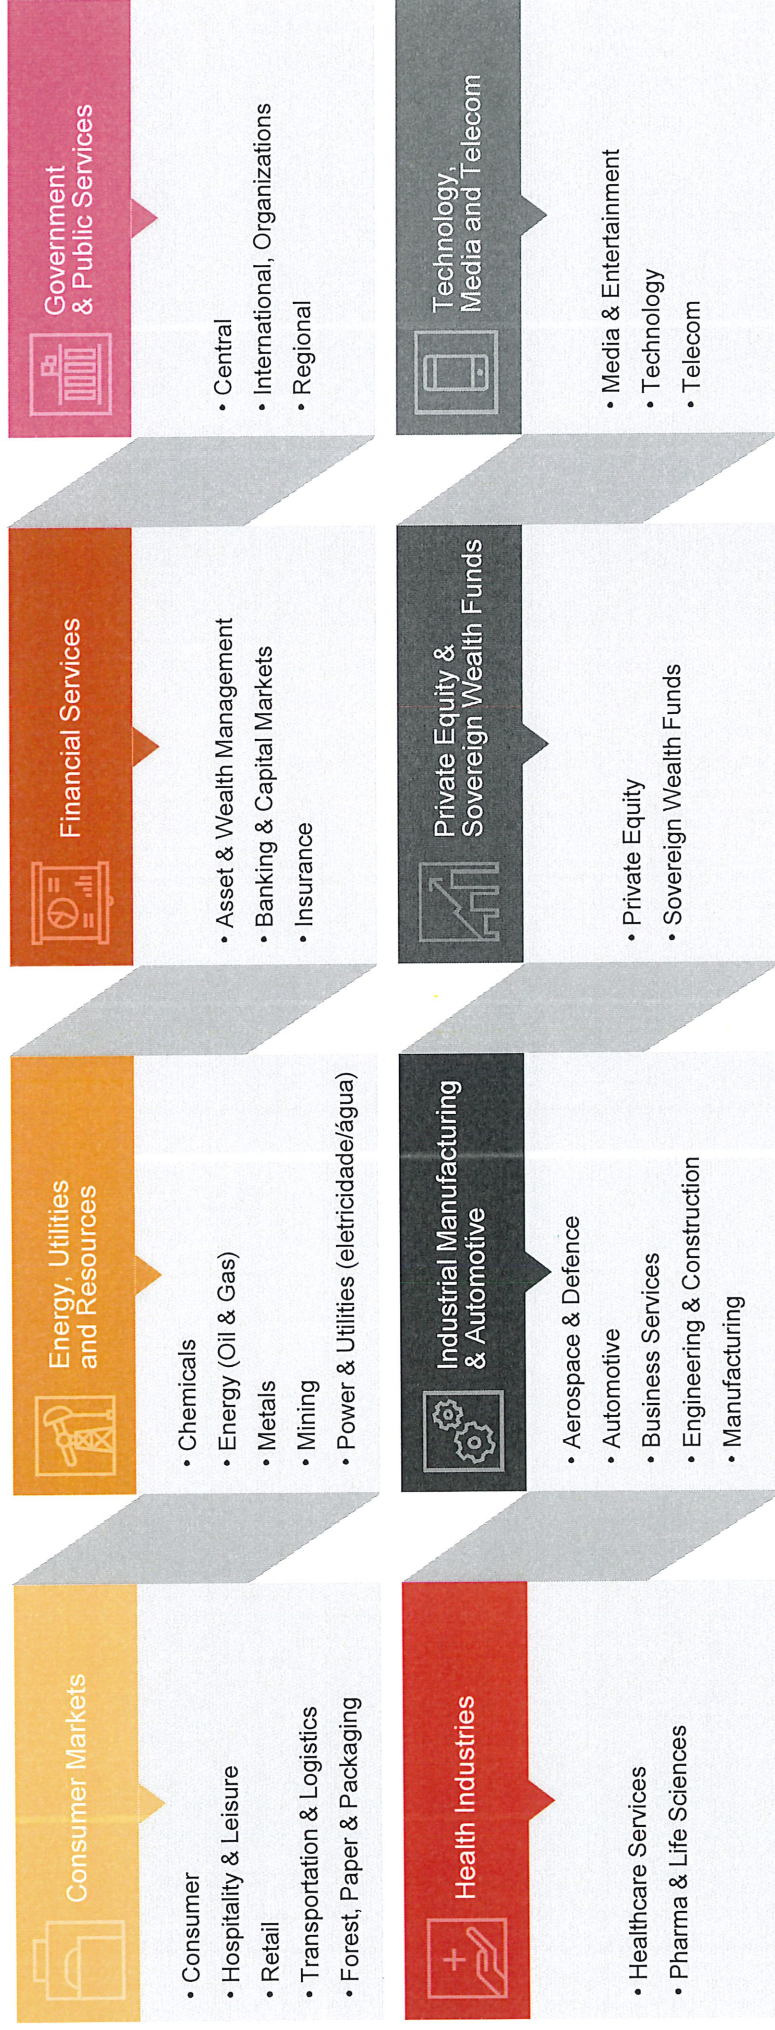 Consumer Markets
• Consumer
• Hospitality & Leisure
• Retail
• Transportation & Logistics
• Forest, Paper & Packaging
Energy, Utilities
and Resources
• Chemicals
• Energy (Oil & Gas)
• Metals
• Mining
• Power & Utilities (eletricidade/água)
Financial Services
• Asset & Wealth Management
• Banking & Capital Markets
• Insurance
Government
& Public Services
• Central
• International, Organizations
• Regional
Health Industries
• Healthcare Services
• Pharma & Life Sciences
Industrial Manufacturing
& Automotive
• Aerospace & Defence
• Automotive
• Business Services
• Engineering & Construction
• Manufacturing
Private Equity &
Sovereign Wealth Funds
• Private Equity
• Sovereign Wealth Funds
Technology,
Media and Telecom
• Media & Entertainment
• Technology
• Telecom